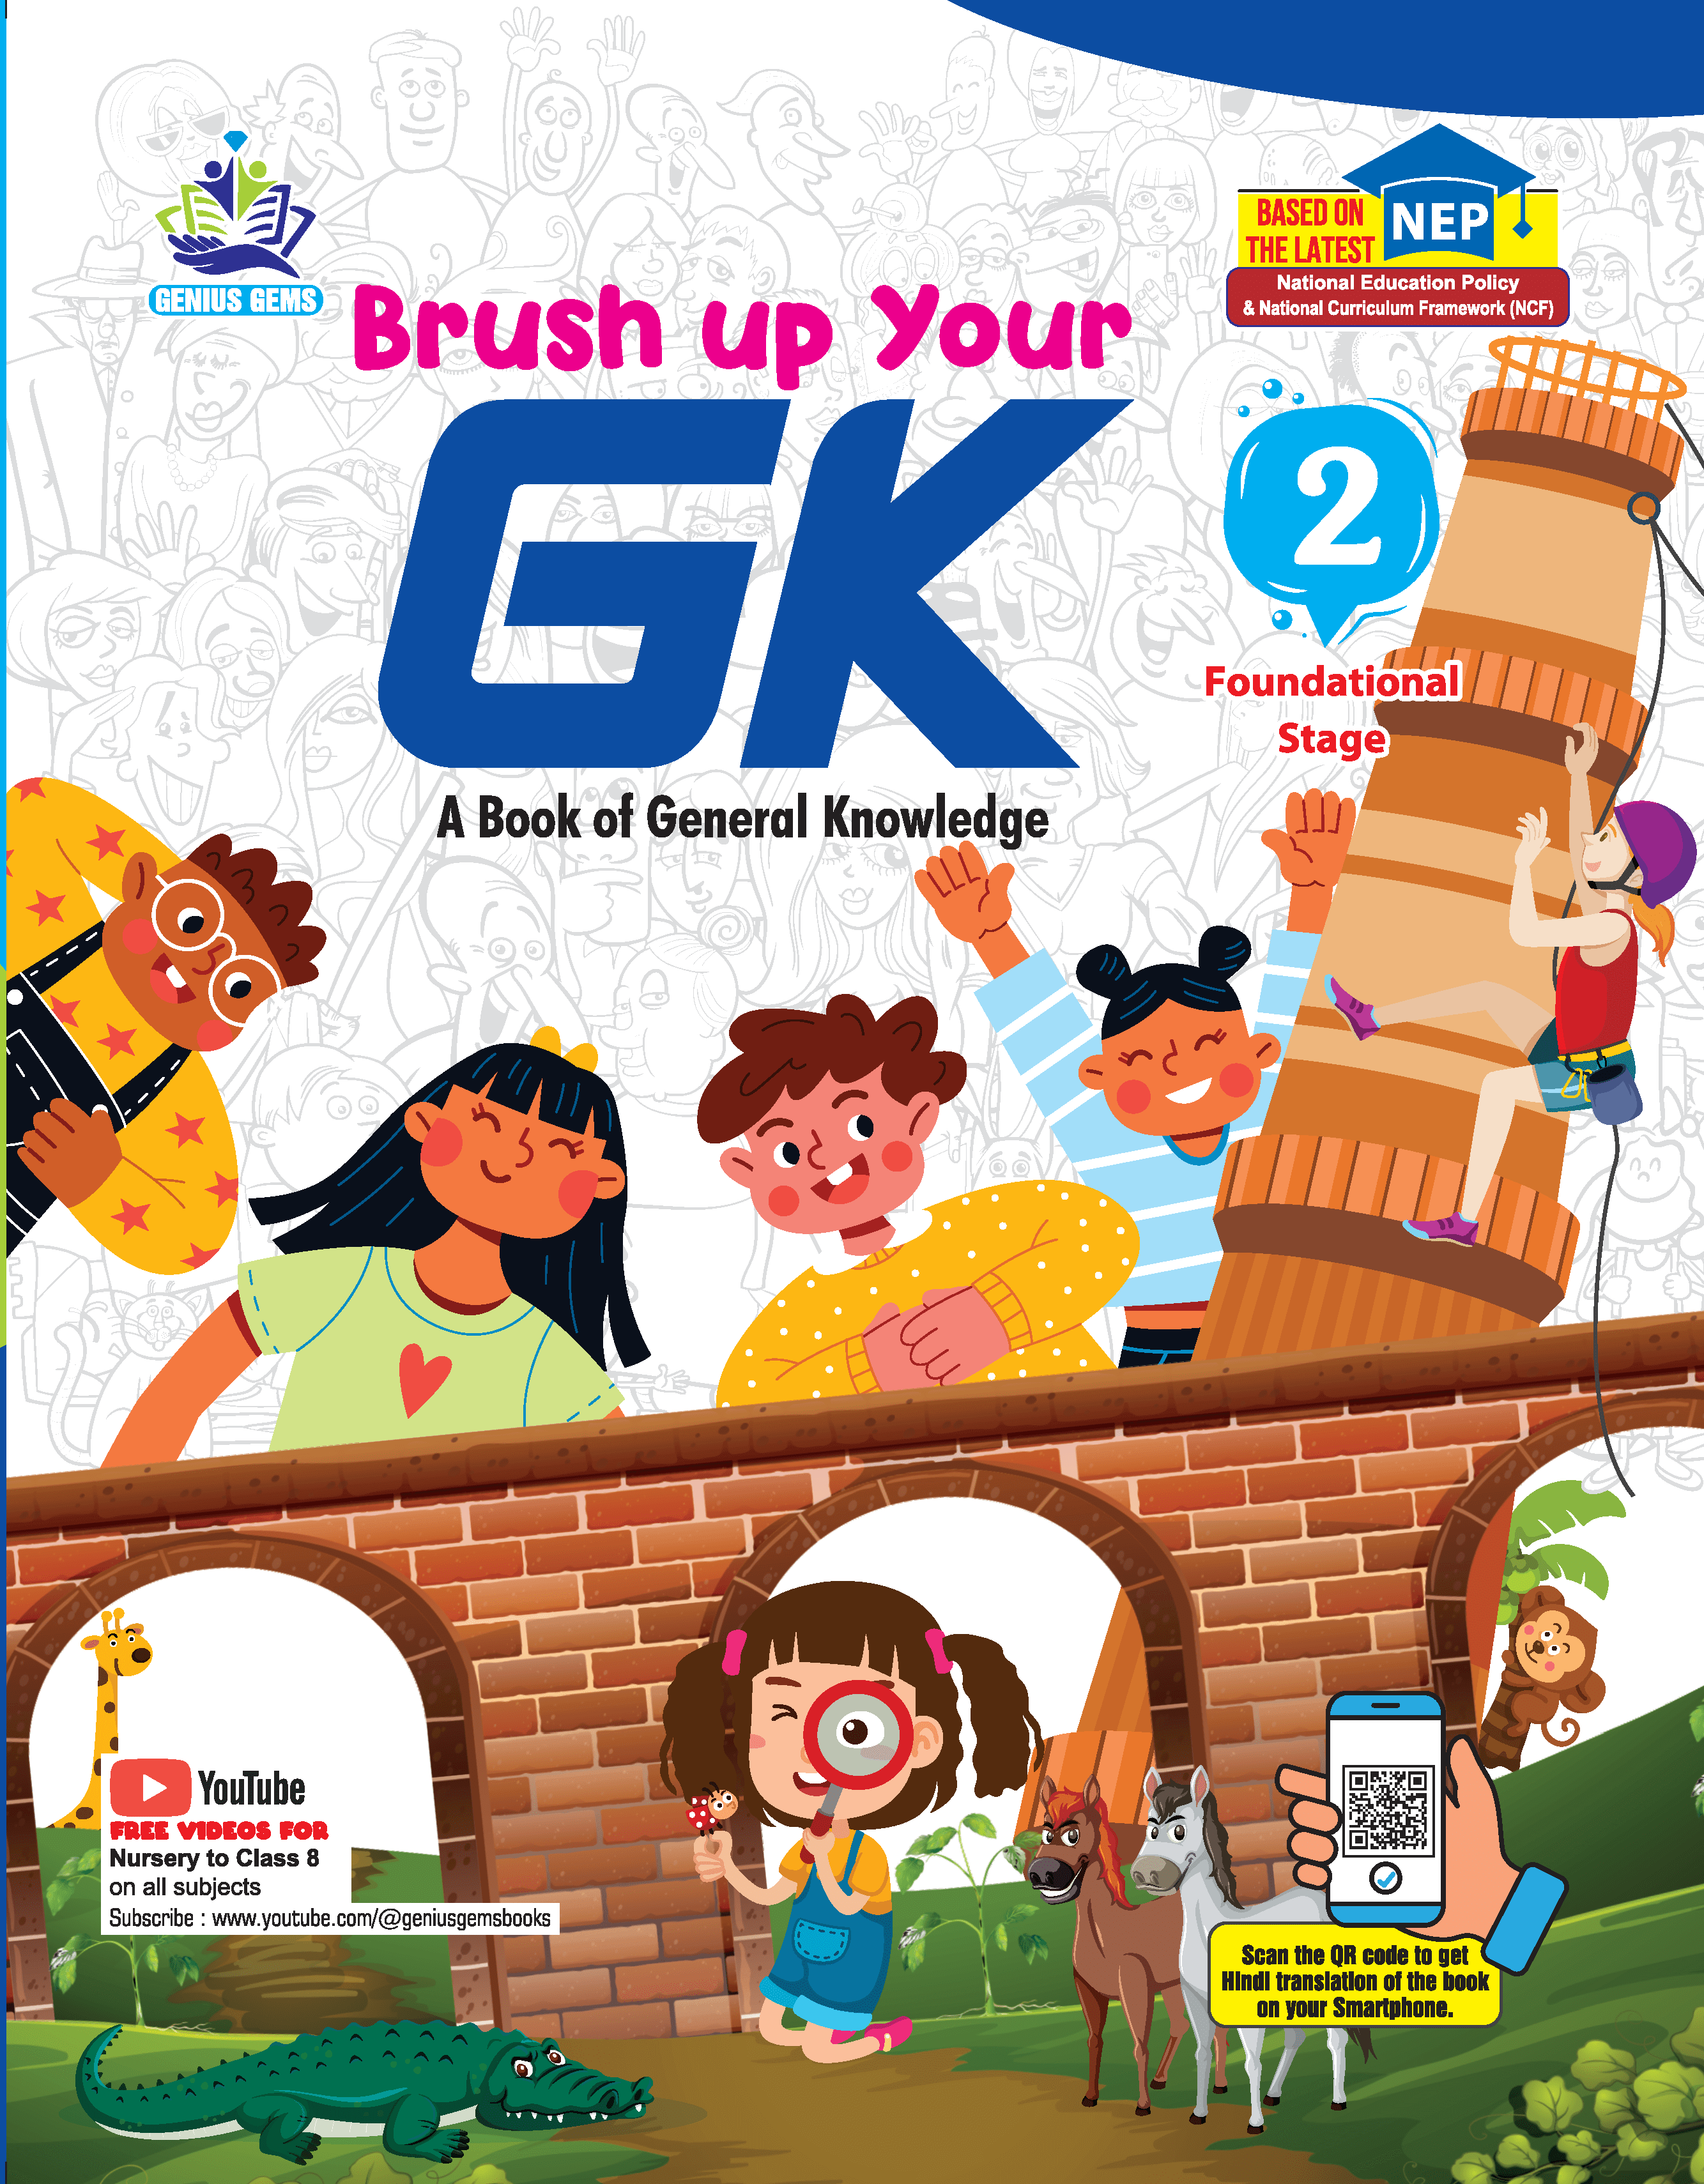 GENIUS GEMS
BASED ON
THE LATEST
NEP
National Education Policy
& National Curriculum Framework (NCF)
Brush up Your
GK
2
Foundational
Stage
A Book of General Knowledge
YouTube
FREE VIDEOS FOR
Nursery to Class 8
on all subjects
Subscribe : www.youtube.com/@geniusgemsbooks
Scan the QR code to get
Hindi translation of the book
on your Smartphone.